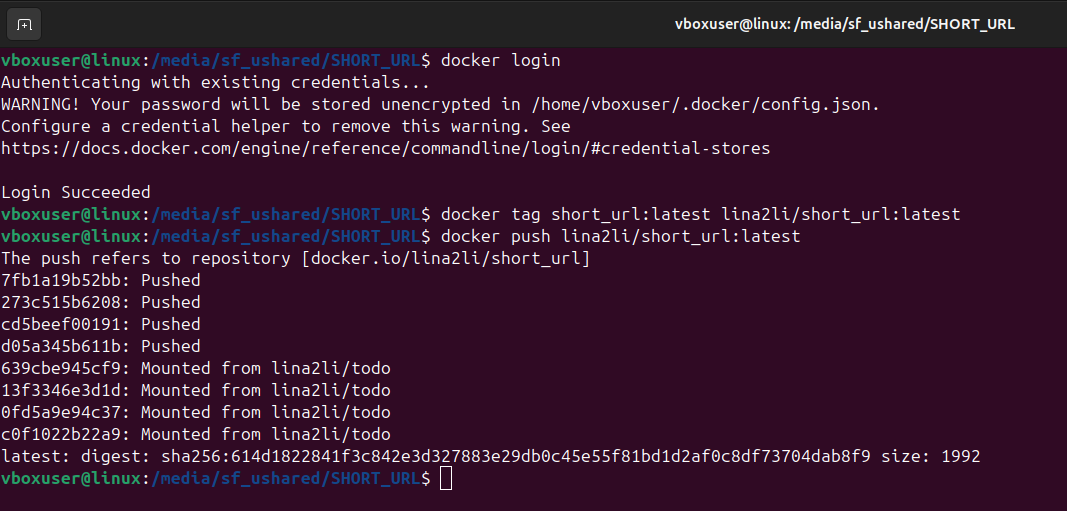 vboxuser@linux: /media/sf_ushared/SHORT_URL
vboxuser@linux:/media/sf_ushared/SHORT_URL$ docker login
Authenticating with existing credentials...
WARNING! Your password will be stored unencrypted in /home/vboxuser/.docker/config.json.
Configure a credential helper to remove this warning. See
https://docs.docker.com/engine/reference/commandline/login/#credential-stores
Login Succeeded
vboxuser@linux:/media/sf_ushared/SHORT_URL$ docker tag short_url:latest lina2li/short_url:latest
vboxuser@linux:/media/sf_ushared/SHORT_URL$ docker push lina2li/short_url:latest
The push refers to repository [docker.io/lina2li/short_url]
7fb1a19b52bb: Pushed
273c515b6208: Pushed
cd5beef00191: Pushed
d05a345b611b: Pushed
639cbe945cf9: Mounted from lina2li/todo
13f3346e3d1d: Mounted from lina2li/todo
0fd5a9e94c37: Mounted from lina2li/todo
c0f1022b22a9: Mounted from lina2li/todo
latest: digest: sha256:614d1822841f3c842e3d327883e29db0c45e55f81bd1d2af0c8df73704dab8f9 size: 1992
vboxuser@linux:/media/sf_ushared/SHORT_URL$